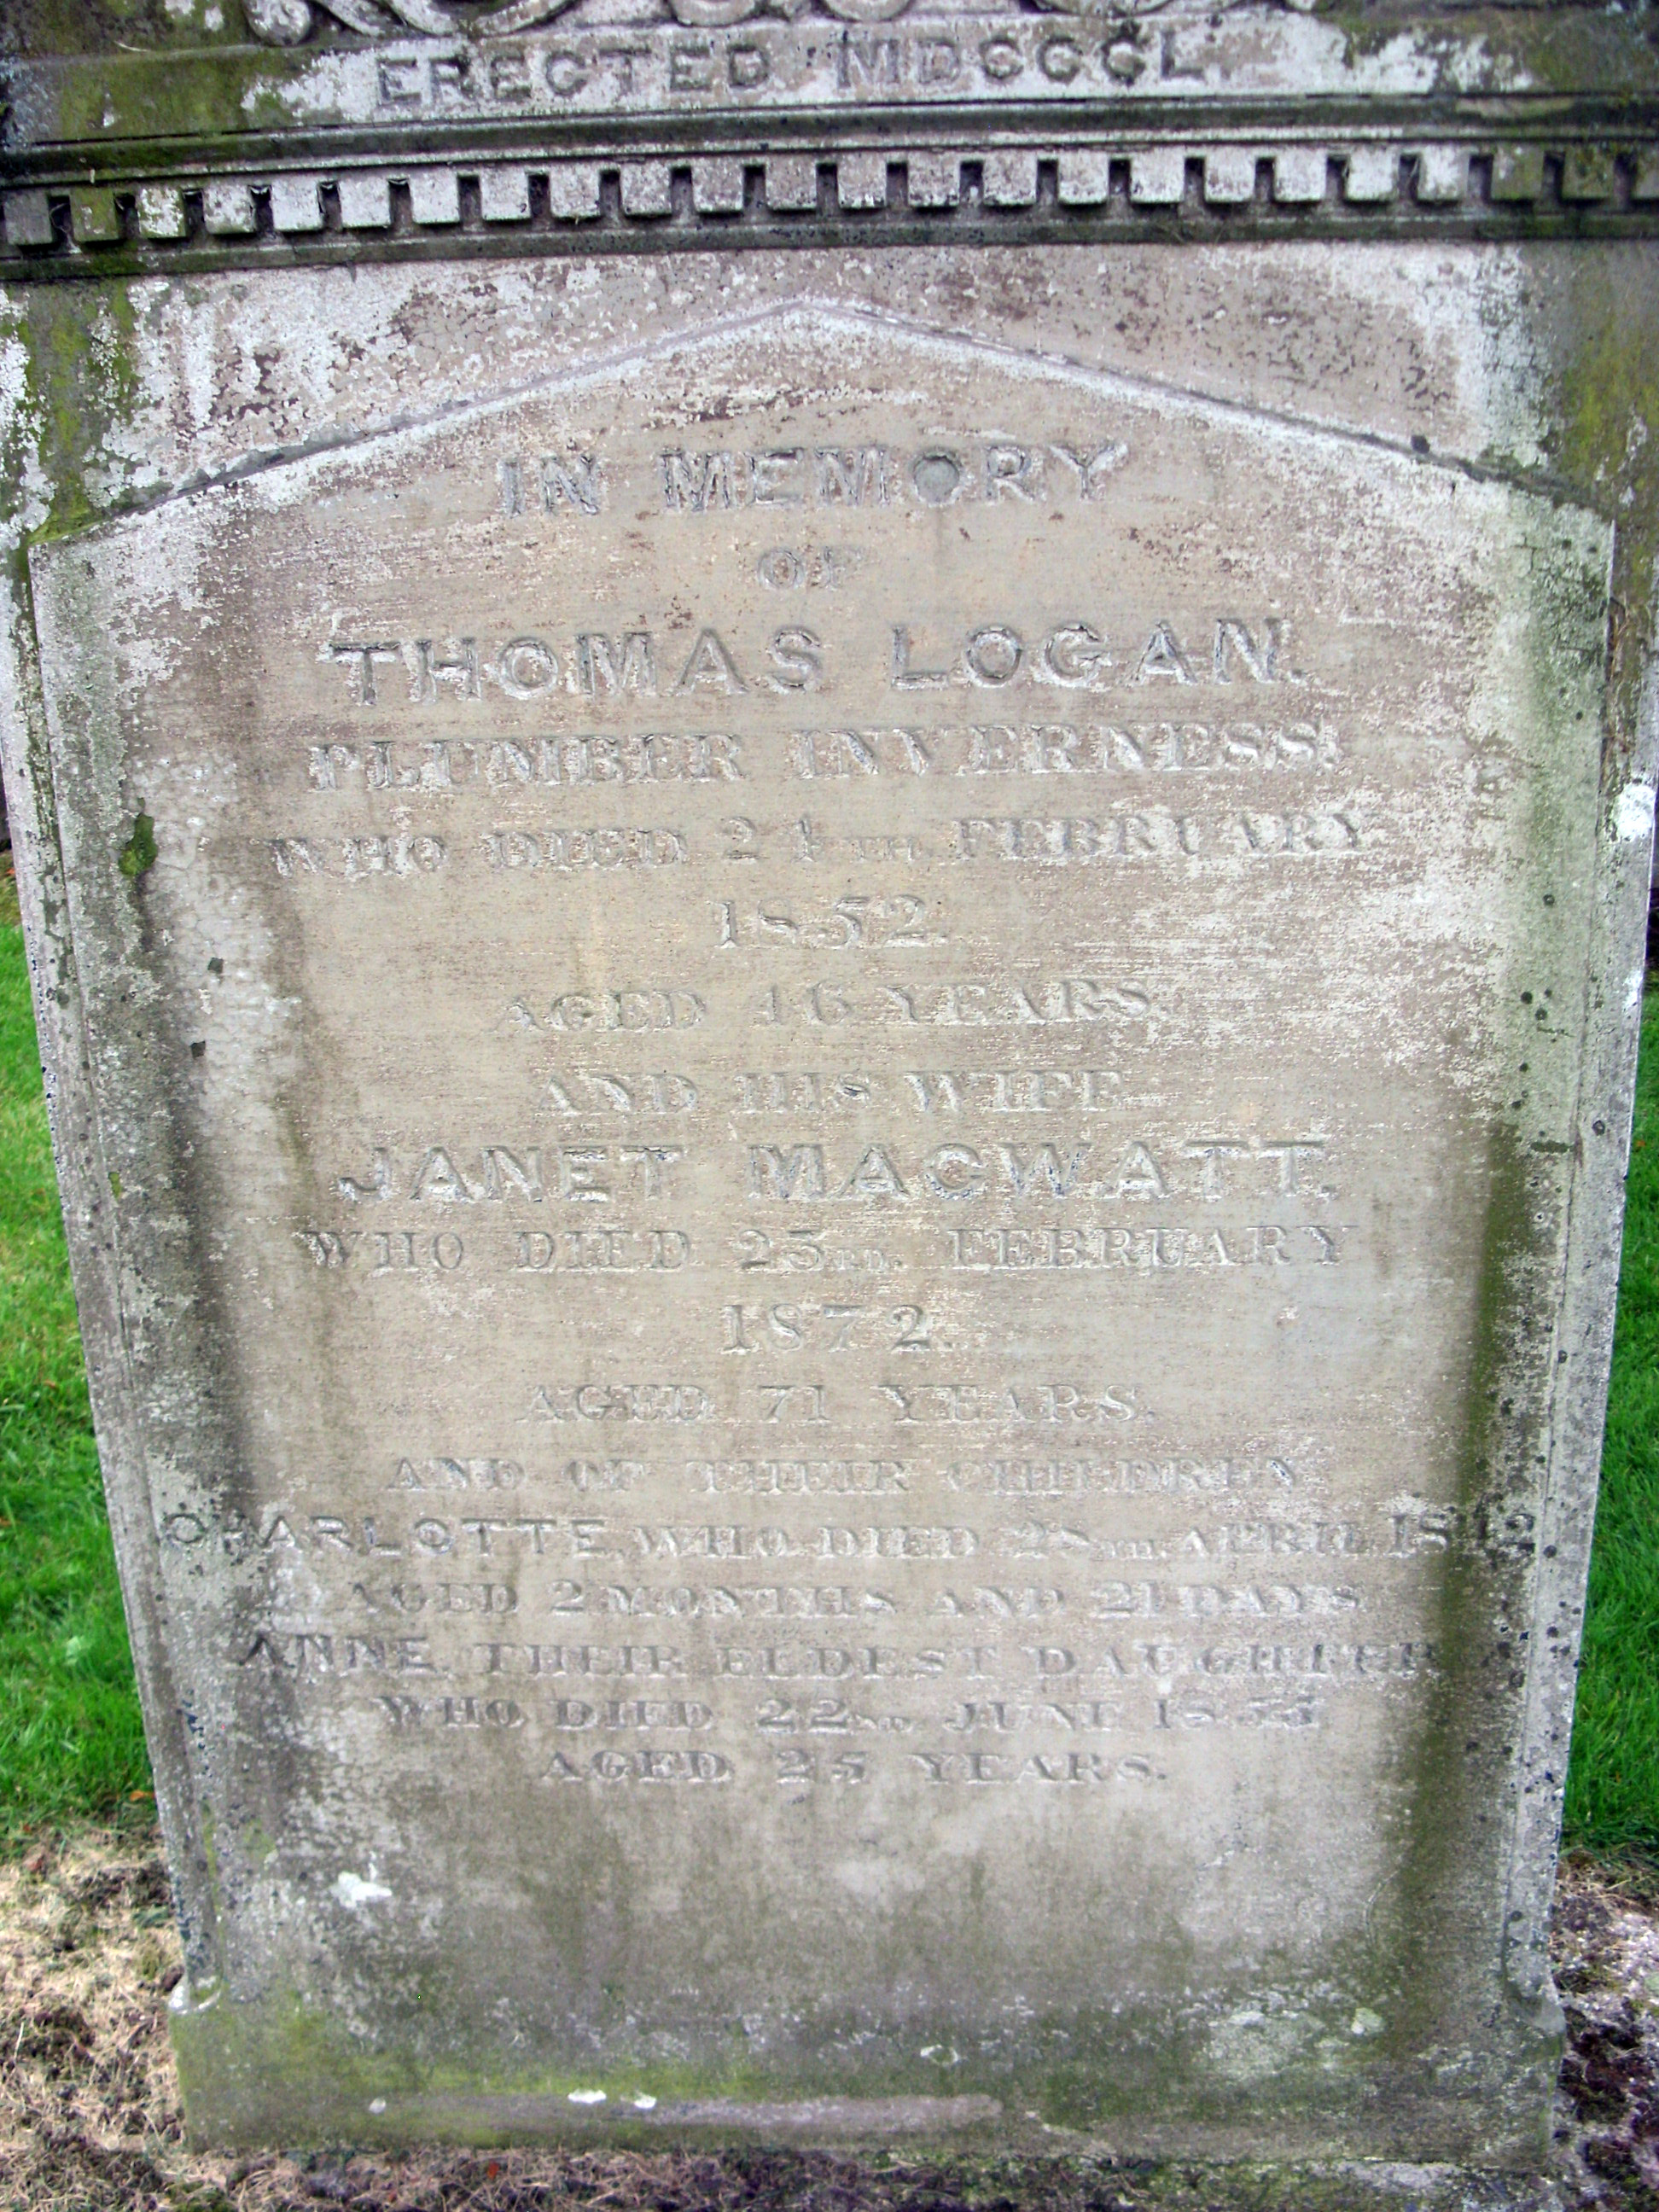 ERECTED MDCCCCL
IN MEMORY
OF
THOMAS LOGAN.
PLUMBER INVERNESS,
WHO DIED 24TH. FEBRUARY
1852.
AGED 46 YEARS.
AND HIS WIFE
JANET MACWATT,
WHO DIED 23RD. FEBRUARY
1872.
AGED 71 YEARS.
AND OF THEIR CHILDREN
CHARLOTTE, WHO DIED 28TH. APRIL 1842
AGED 2 MONTHS AND 21 DAYS
ANNE, THEIR ELDEST DAUGHTER
WHO DIED 22ND JUNE
AGED 25 YEARS.